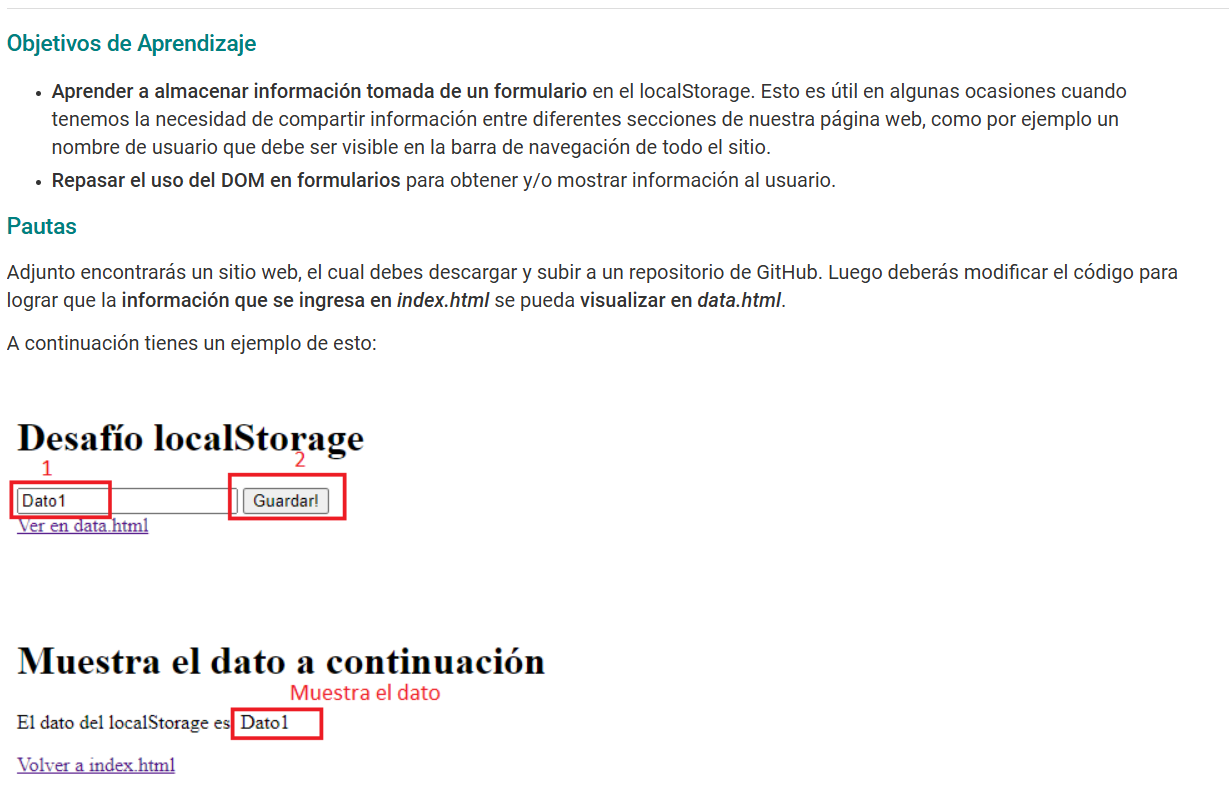 Objetivos de Aprendizaje
• Aprender a almacenar información tomada de un formulario en el localStorage. Esto es útil en algunas ocasiones cuando
tenemos la necesidad de compartir información entre diferentes secciones de nuestra página web, como por ejemplo un
nombre de usuario que debe ser visible en la barra de navegación de todo el sitio.
• Repasar el uso del DOM en formularios para obtener y/o mostrar información al usuario.
Pautas
Adjunto encontrarás un sitio web, el cual debes descargar y subir a un repositorio de GitHub. Luego deberás modificar el código para
lograr que la información que se ingresa en index.html se pueda visualizar en data.html.
A continuación tienes un ejemplo de esto:
Desafío localStorage
1 2
Dato1 Guardar!
Ver en data.html
Muestra el dato a continuación
Muestra el dato
El dato del localStorage es Dato1
Volver a index.html